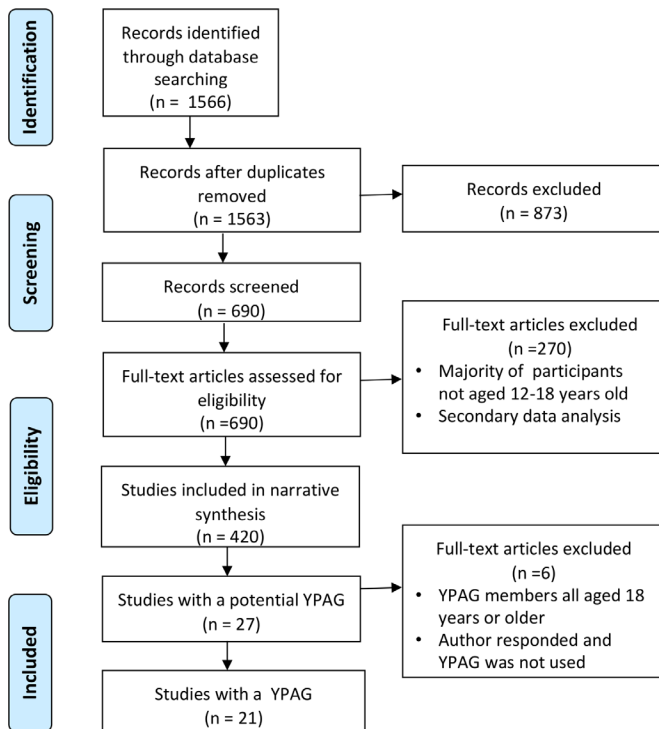 Identification
Records identified
through database
searching
(n = 1566)
Records after duplicates
removed
(n = 1563)
Records excluded
(n = 873)
Screening
Records screened
(n = 690)
Full-text articles assessed for
eligibility
(n =690)
Full-text articles excluded
(n =270)
• Majority of participants
not aged 12-18 years old
• Secondary data analysis
Eligibility
Studies included in narrative
synthesis
(n = 420)
Studies with a potential YPAG
(n = 27)
Full-text articles excluded
(n =6)
• YPAG members all aged 18
years or older
• Author responded and
YPAG was not used
Included
Studies with a YPAG
(n = 21)